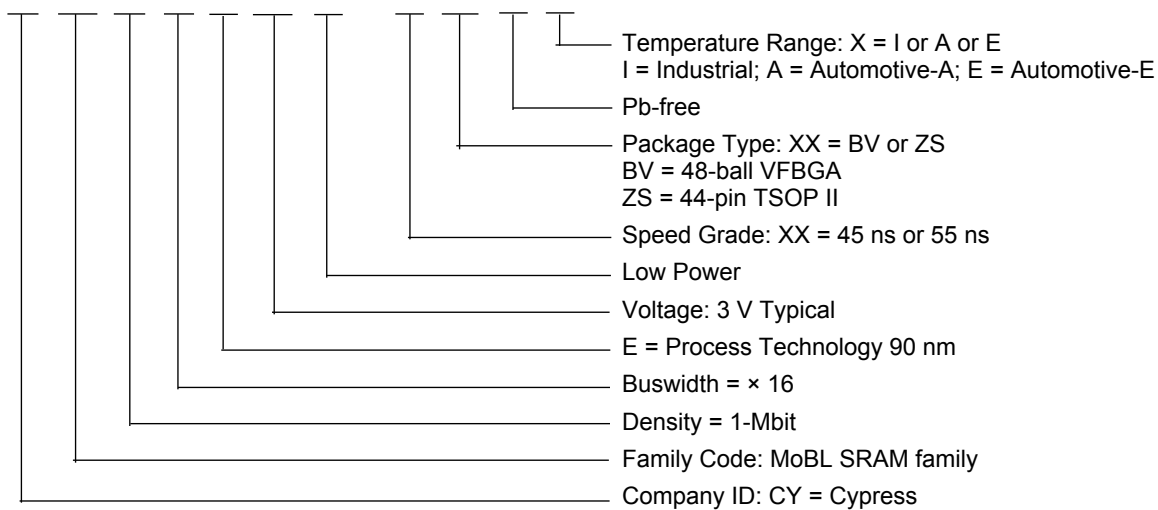 Temperature Range: X = I or A or E
I = Industrial; A = Automotive-A; E = Automotive-E
Pb-free
Package Type: XX = BV or ZS
BV = 48-ball VFBGA
ZS = 44-pin TSOP II
Speed Grade: XX = 45 ns or 55 ns
Low Power
Voltage: 3 V Typical
E = Process Technology 90 nm
Buswidth = × 16
Density = 1-Mbit
Family Code: MoBL SRAM family
Company ID: CY = Cypress